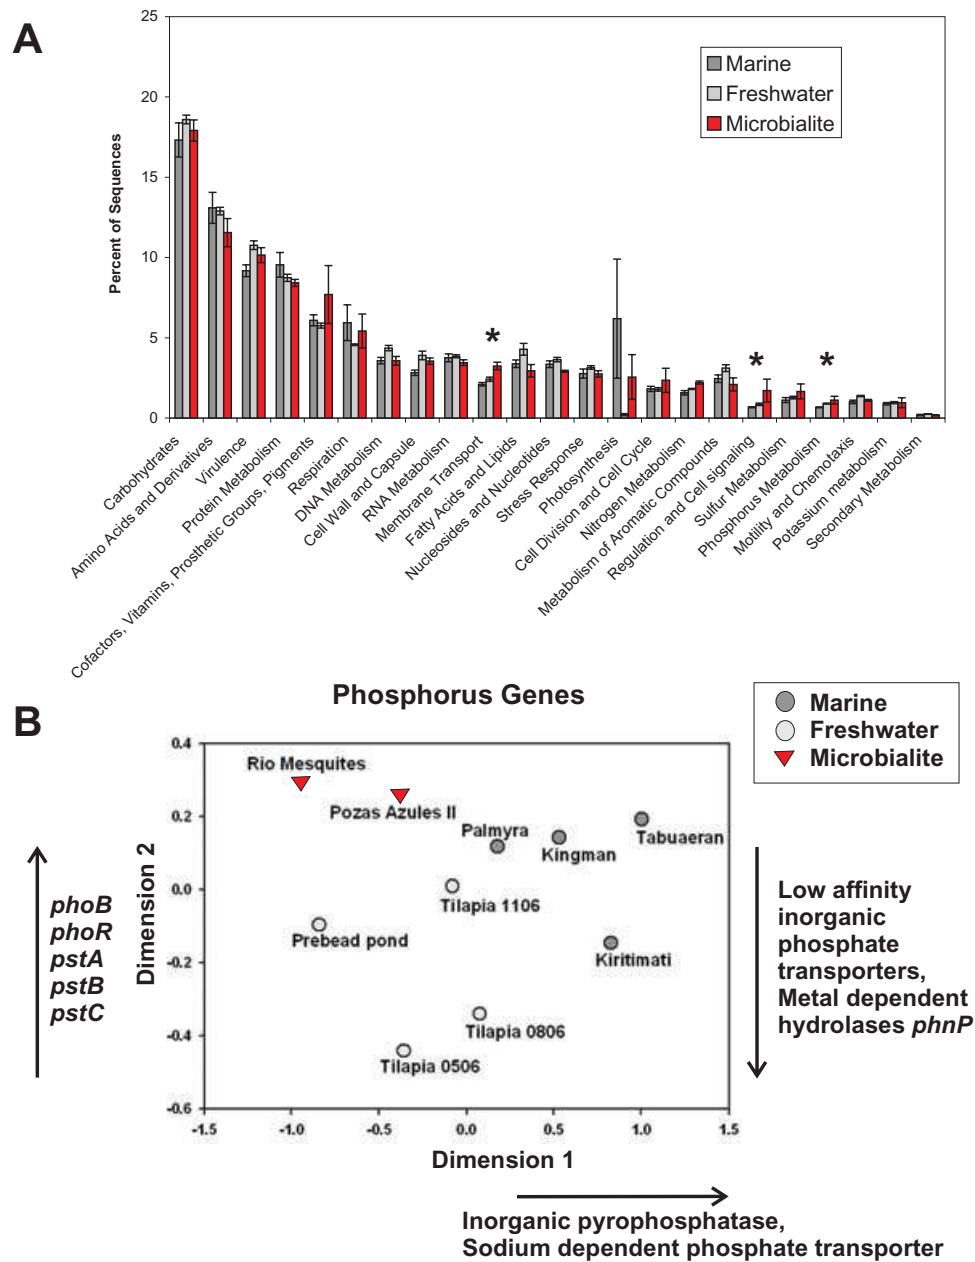 A
25
20
15
10
5
0
Percent of Sequences
Marine
Freshwater
Microbialite
*
*
*
Carbohydrates
Amino Acids and Derivatives
Virulence
Protein Metabolism
Cofactors, Vitamins, Prosthetic Groups, Pigments
Respiration
DNA Metabolism
Cell Wall and Capsule
RNA Metabolism
Membrane Transport
Fatty Acids and Lipids
Nucleosides and Nucleotides
Stress Response
Photosynthesis
Cell Division and Cell Cycle
Nitrogen Metabolism
Metabolism of Aromatic Compounds
Regulation and Cell signaling
Sulfur Metabolism
Phosphorus Metabolism
Motility and Chemotaxis
Potassium metabolism
Secondary Metabolism
B
Phosphorus Genes
Marine
Freshwater
Microbialite
0.4
0.2
0.0
-0.2
-0.4
-0.6
Dimension 2
Rio Mesquites
Pozas Azules II
Palmyra
Kingman
Tabuaeran
Tilapia 1106
Prebead pond
Kiritimati
Tilapia 0806
Tilapia 0506
-1.5
-1.0
-0.5
0.0
0.5
1.0
1.5
Dimension 1
phoB
phoR
pstA
pstB
pstC
Low affinity
inorganic
phosphate
transporters,
Metal dependent
hydrolases phnP
Inorganic pyrophosphatase,
Sodium dependent phosphate transporter